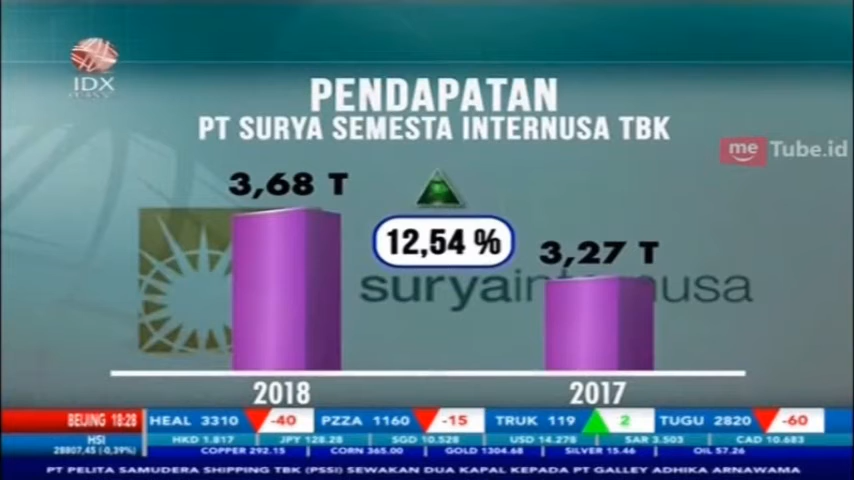 IDX
PENDAPATAN
PT SURYA SEMESTA INTERNUSA TBK
me Tube.id
3,68 T
12,54 %
3,27 T
suryainternusa
2018
2017
BEIJING 18:28
HEAL 3310 -40 PZZA 1160 -15 TRUK 119 2 TUGU 2820 -60
HSI
HKD 1.817 JPY 128.28 SGD 10.528 USD 14.278 SAR 3.503 CAD 10.683
28807,45 (-0,39%)
COPPER 292.15 CORN 365.00 GOLD 1304.68 SILVER 15.46 OIL 57.26
PT PELITA SAMUDERA SHIPPING TBK (PSSI) SEWAKAN DUA KAPAL KEPADA PT GALLEY ADHIKA ARNAWAMA